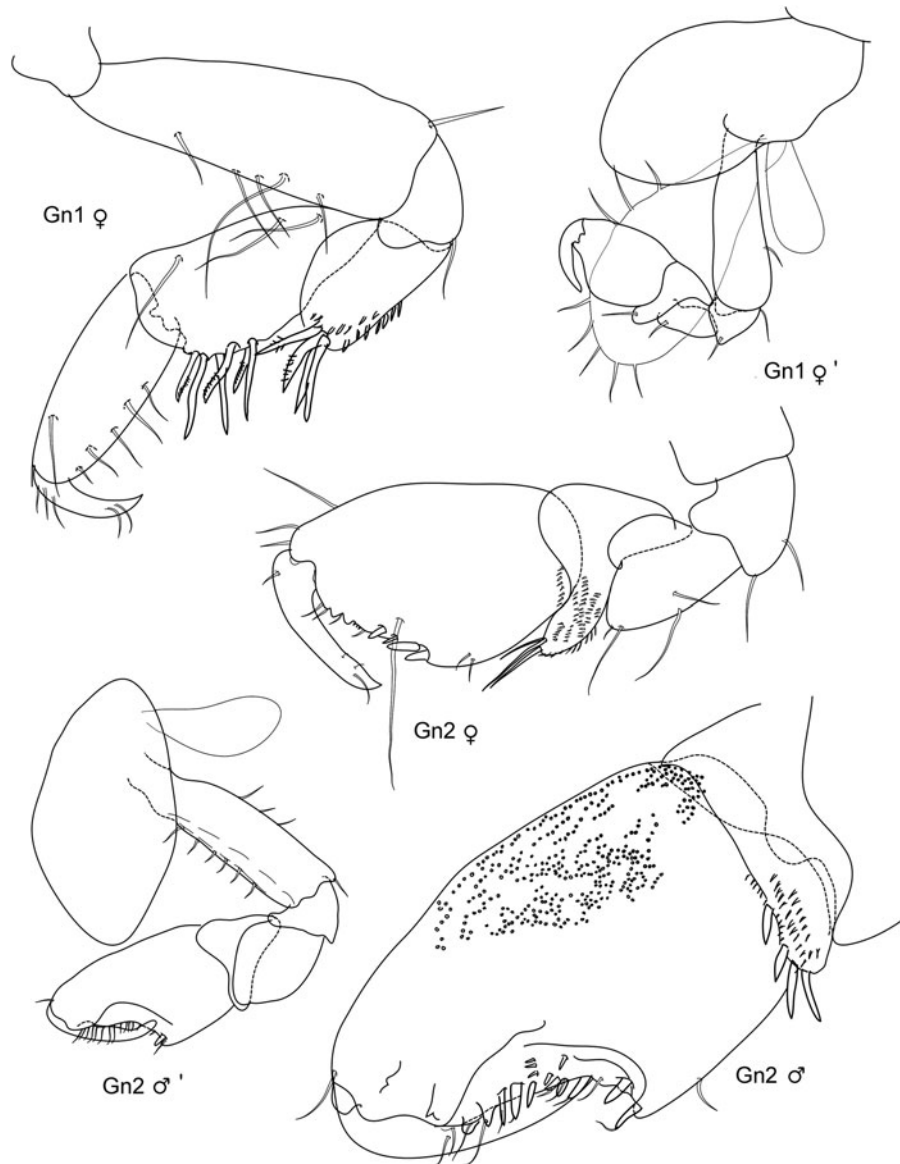 Gn1 ♀
Gn1 ♀ '
Gn2 ♀
Gn2 ♂ '
Gn2 ♂